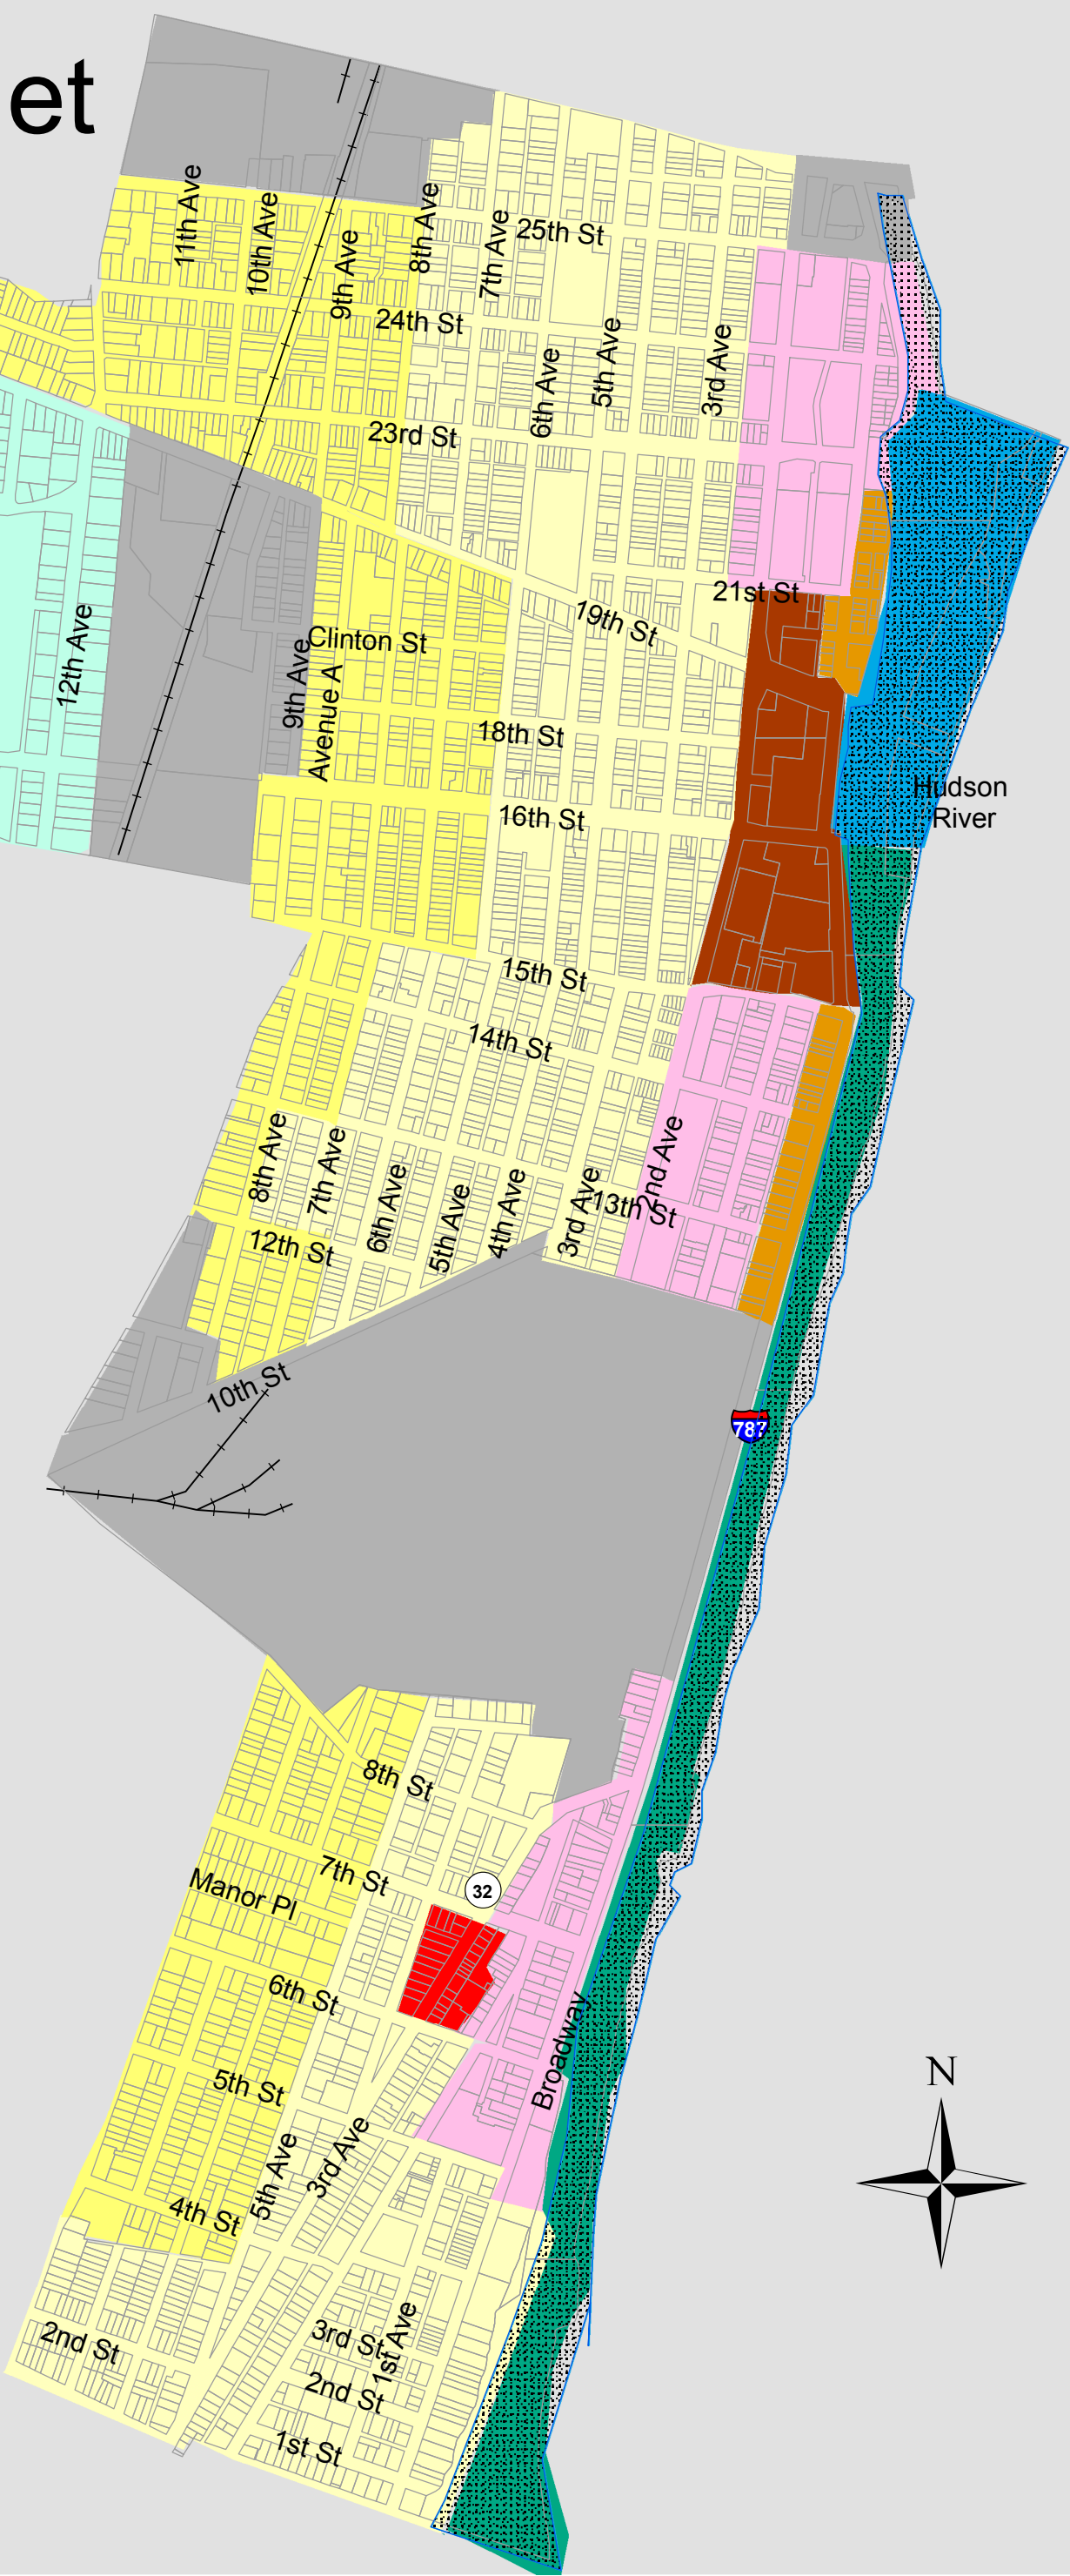 et
11th Ave
10th Ave
9th Ave
8th Ave
7th Ave
25th St
24th St
6th Ave
5th Ave
3rd Ave
23rd St
21st St
19th St
12th Ave
Clinton St
9th Ave
Avenue A
18th St
16th St
Hudson
River
15th St
14th St
8th Ave
7th Ave
6th Ave
5th Ave
4th Ave
3rd Ave
2nd Ave
13th St
12th St
10th St
787
8th St
7th St
32
Manor Pl
6th St
Broadway
5th St
N
5th Ave
3rd Ave
4th St
2nd St
3rd St
1st Ave
2nd St
1st St